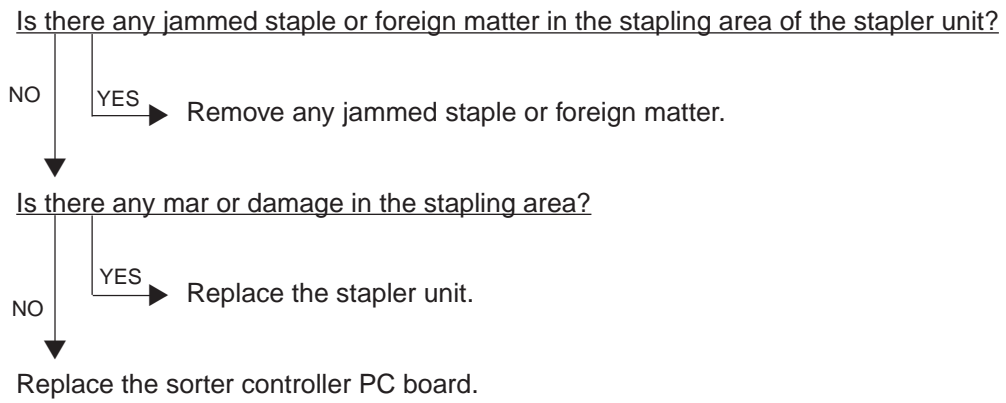 Is there any jammed staple or foreign matter in the stapling area of the stapler unit?
NO
YES
Remove any jammed staple or foreign matter.
Is there any mar or damage in the stapling area?
YES
Replace the stapler unit.
NO
Replace the sorter controller PC board.